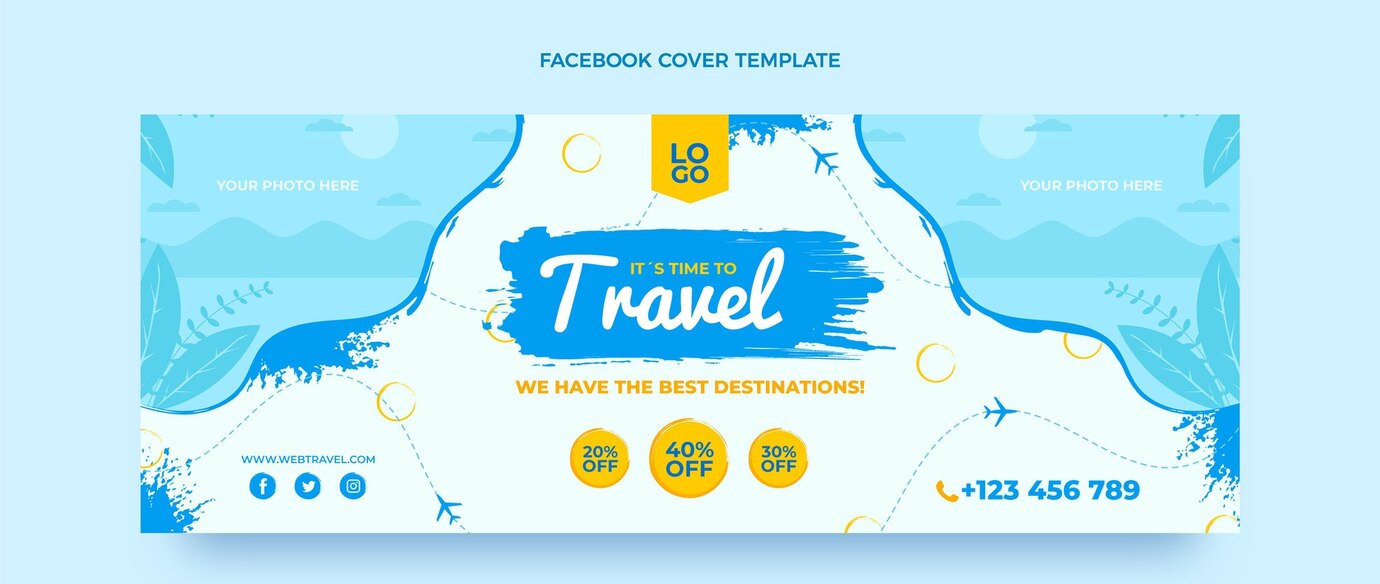 FACEBOOK COVER TEMPLATE
LO
GO
YOUR PHOTO HERE
YOUR PHOTO HERE
IT´S TIME TO
Travel
WE HAVE THE BEST DESTINATIONS!
20%
OFF
40%
OFF
30%
OFF
WWW.WEBTRAVEL.COM
+123 456 789